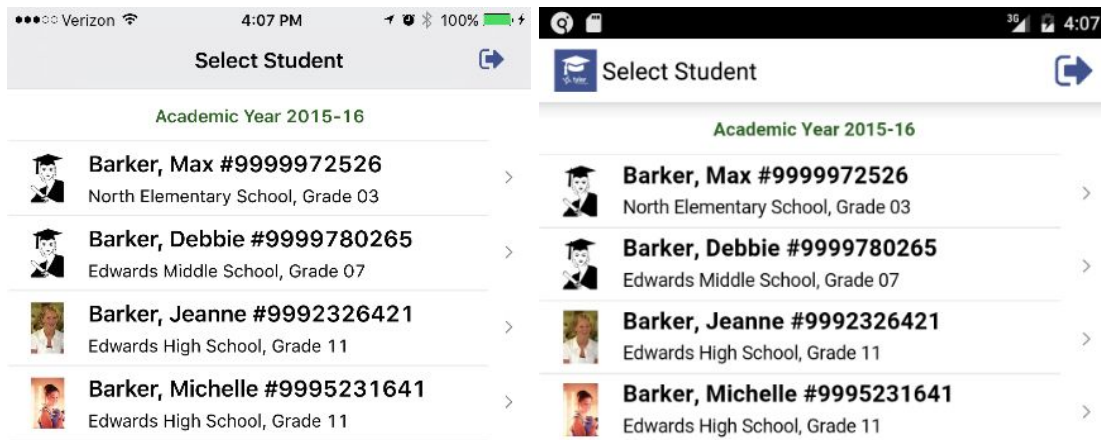 Verizon 4:07 PM 100%
Select Student
Academic Year 2015-16
Barker, Max #9999972526
North Elementary School, Grade 03
Barker, Debbie #9999780265
Edwards Middle School, Grade 07
Barker, Jeanne #9992326421
Edwards High School, Grade 11
Barker, Michelle #9995231641
Edwards High School, Grade 11
3G 4:07
Select Student
Academic Year 2015-16
Barker, Max #9999972526
North Elementary School, Grade 03
Barker, Debbie #9999780265
Edwards Middle School, Grade 07
Barker, Jeanne #9992326421
Edwards High School, Grade 11
Barker, Michelle #9995231641
Edwards High School, Grade 11